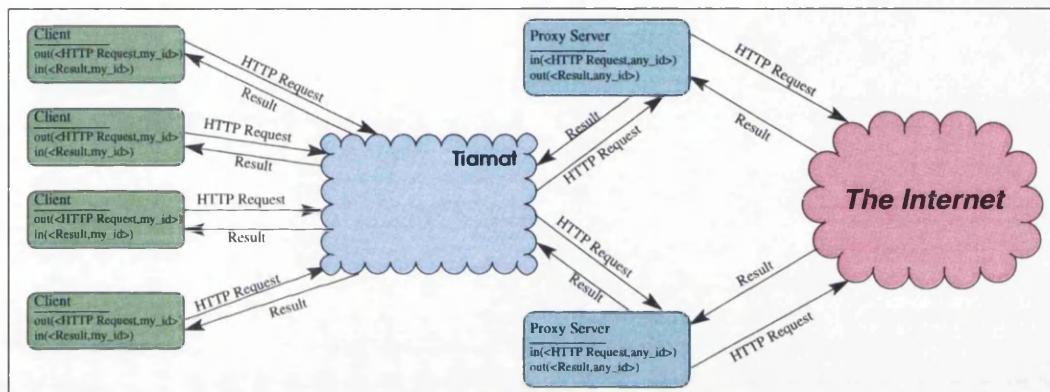 Client
out(<HTTP Request,my_id>)
in(<Result,my_id>)
HTTP Request
Result
Client
out(<HTTP Request,my_id>)
in(<Result,my_id>)
HTTP Request
Result
Client
out(<HTTP Request,my_id>)
in(<Result,my_id>)
HTTP Request
Result
Client
out(<HTTP Request,my_id>)
in(<Result,my_id>)
HTTP Request
Result
Tiamat
Proxy Server
in(<HTTP Request,any_id>)
out(<Result,any_id>)
Result
HTTP Request
HTTP Request
Result
HTTP Request
Result
Proxy Server
in(<HTTP Request,any_id>)
out(<Result,any_id>)
Result
HTTP Request
The Internet